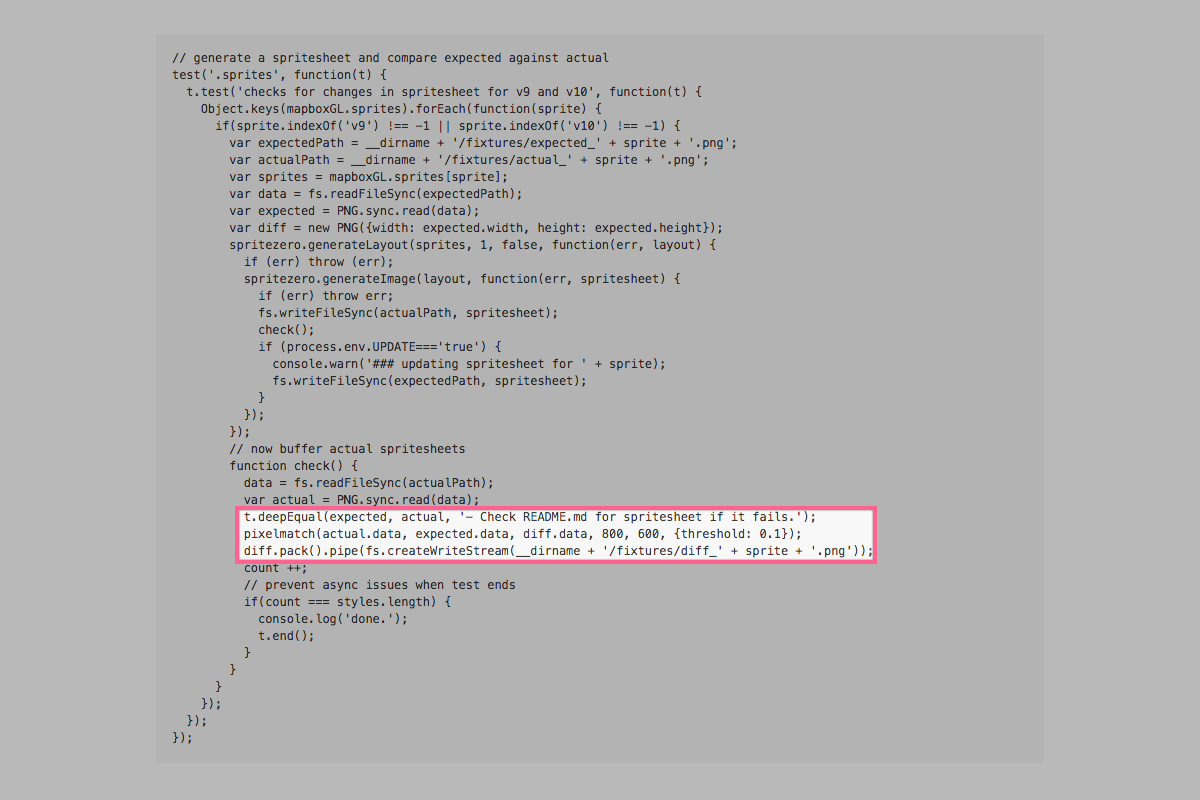 // generate a spritesheet and compare expected against actual
test('.sprites', function(t) {
  t.test('checks for changes in spritesheet for v9 and v10', function(t) {
    Object.keys(mapboxGL.sprites).forEach(function(sprite) {
      if(sprite.indexOf('v9') !== -1 || sprite.indexOf('v10') !== -1) {
        var expectedPath = __dirname + '/fixtures/expected_' + sprite + '.png';
        var actualPath = __dirname + '/fixtures/actual_' + sprite + '.png';
        var sprites = mapboxGL.sprites[sprite];
        var data = fs.readFileSync(expectedPath);
        var expected = PNG.sync.read(data);
        var diff = new PNG({width: expected.width, height: expected.height});
        spritezero.generateLayout(sprites, 1, false, function(err, layout) {
          if (err) throw (err);
          spritezero.generateImage(layout, function(err, spritesheet) {
            if (err) throw err;
            fs.writeFileSync(actualPath, spritesheet);
            check();
            if (process.env.UPDATE==='true') {
              console.warn('### updating spritesheet for ' + sprite);
              fs.writeFileSync(expectedPath, spritesheet);
            }
          });
        });
        // now buffer actual spritesheets
        function check() {
          data = fs.readFileSync(actualPath);
          var actual = PNG.sync.read(data);
          t.deepEqual(expected, actual, '- Check README.md for spritesheet if it fails.');
          pixelmatch(actual.data, expected.data, diff.data, 800, 600, {threshold: 0.1});
          diff.pack().pipe(fs.createWriteStream(__dirname + '/fixtures/diff_' + sprite + '.png'));
          count ++;
          // prevent async issues when test ends
          if(count === styles.length) {
            console.log('done.');
            t.end();
          }
        }
      }
    });
  });
});